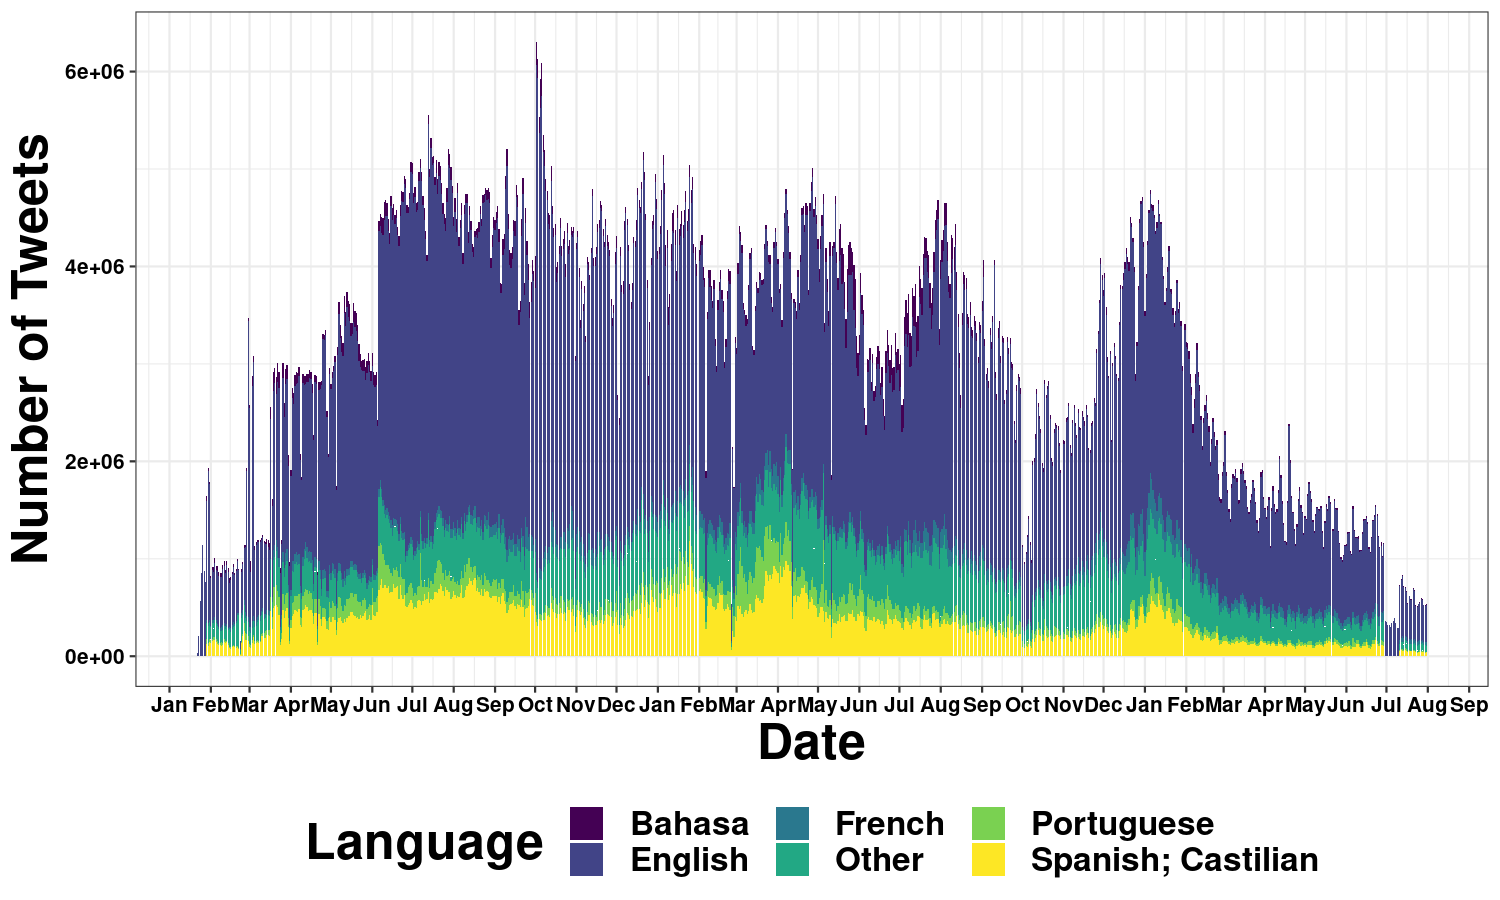 Number of Tweets
6e+06
4e+06
2e+06
0e+00
Jan Feb Mar Apr May Jun Jul Aug Sep Oct Nov Dec Jan Feb Mar Apr May Jun Jul Aug Sep Oct Nov Dec Jan Feb Mar Apr May Jun Jul Aug Sep
Date
Language
Bahasa French Portuguese
English Other Spanish; Castilian